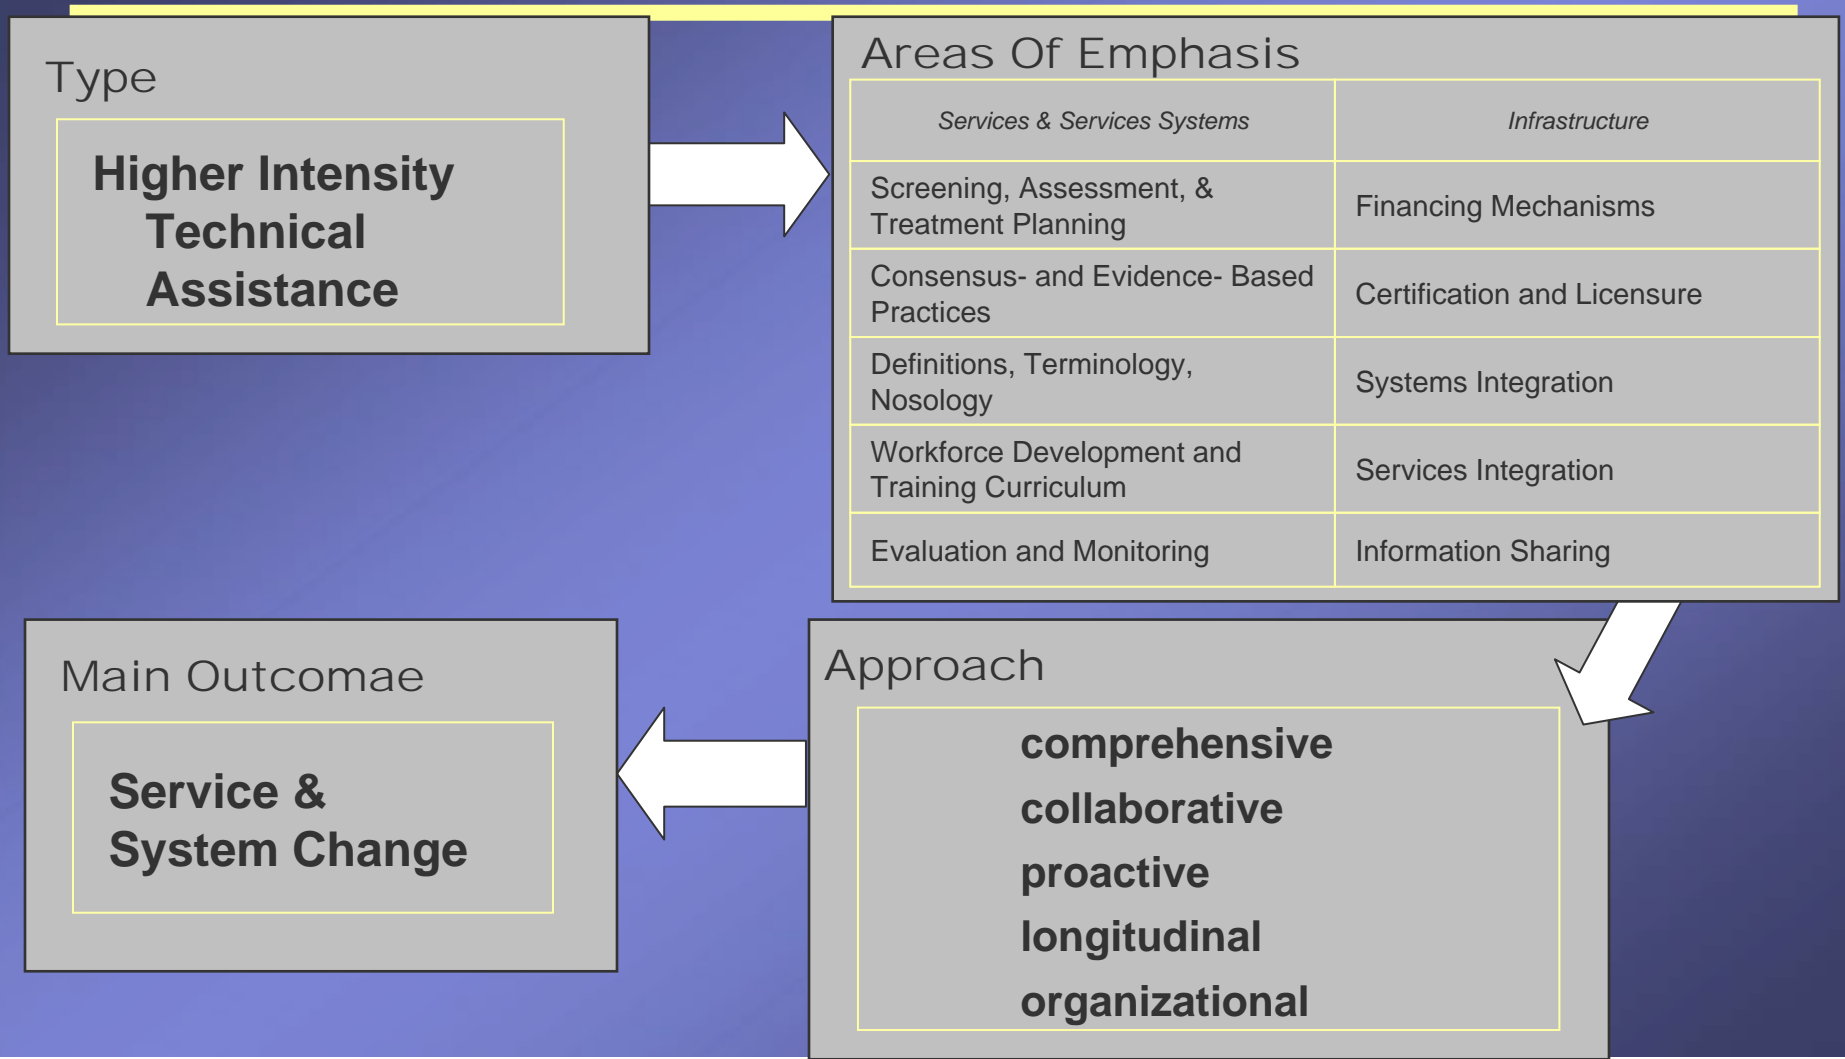 Type
Higher Intensity
Technical
Assistance
Areas Of Emphasis
Services & Services Systems
Infrastructure
Screening, Assessment, &
Treatment Planning
Financing Mechanisms
Consensus- and Evidence- Based
Practices
Certification and Licensure
Definitions, Terminology,
Nosology
Systems Integration
Workforce Development and
Training Curriculum
Services Integration
Evaluation and Monitoring
Information Sharing
Approach
comprehensive
collaborative
proactive
longitudinal
organizational
Main Outcomae
Service &
System Change